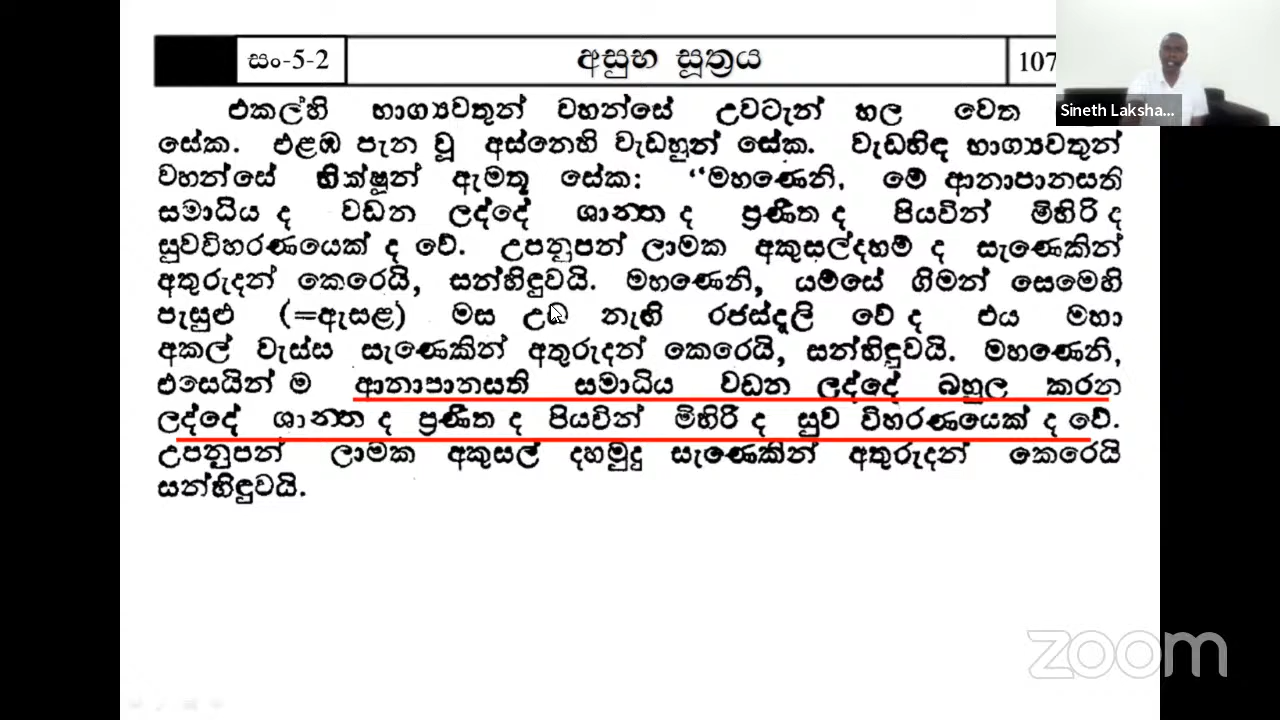 සං-5-2
අසුභ සූත්‍රය
107
Sineth Laksha...
එකල්හි භාග්‍යවතුන් වහන්සේ උවටැන් හල වෙත
සේක. එළඹ පැන වූ අස්නෙහි වැඩහුන් සේක. වැඩහිඳ භාග්‍යවතුන්
වහන්සේ භික්ෂූන් ඇමතූ සේක: “මහණෙනි, මේ ආනාපානසති
සමාධිය ද වඩන ලද්දේ ශාන්ත ද ප්‍රණීත ද පියවින් මිහිරි ද
සුවවිහරණයෙක් ද වේ. උපනුපන් ලාමක අකුසල්දහම් ද සැණෙකින්
අතුරුදන් කෙරෙයි, සන්හිඳුවයි. මහණෙනි, යම්සේ ගිමන් සෙමෙහි
පැසුළු (=ඇසළ) මස උඩ නැඟි රජස්දූලි වේ ද එය මහා
අකල් වැස්ස සැණෙකින් අතුරුදන් කෙරෙයි, සන්හිඳුවයි. මහණෙනි,
එසෙයින් ම ආනාපානසති සමාධිය වඩන ලද්දේ බහුල කරන
ලද්දේ ශාන්ත ද ප්‍රණීත ද පියවින් මිහිරි ද සුව විහරණයෙක් ද වේ.
උපනුපන් ලාමක අකුසල් දහමුදු සැණෙකින් අතුරුදන් කෙරෙයි
සන්හිඳුවයි.
zoom